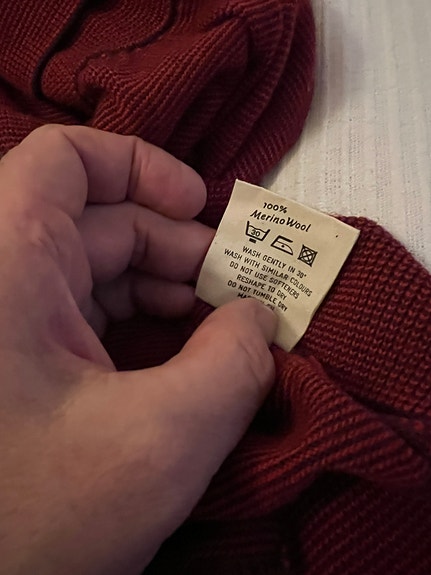 100%
Merino Wool
30
WASH GENTLY IN 30°
WASH WITH SIMILAR COLOURS
DO NOT USE SOFTENERS
RESHAPE TO DRY
DO NOT TUMBLE DRY